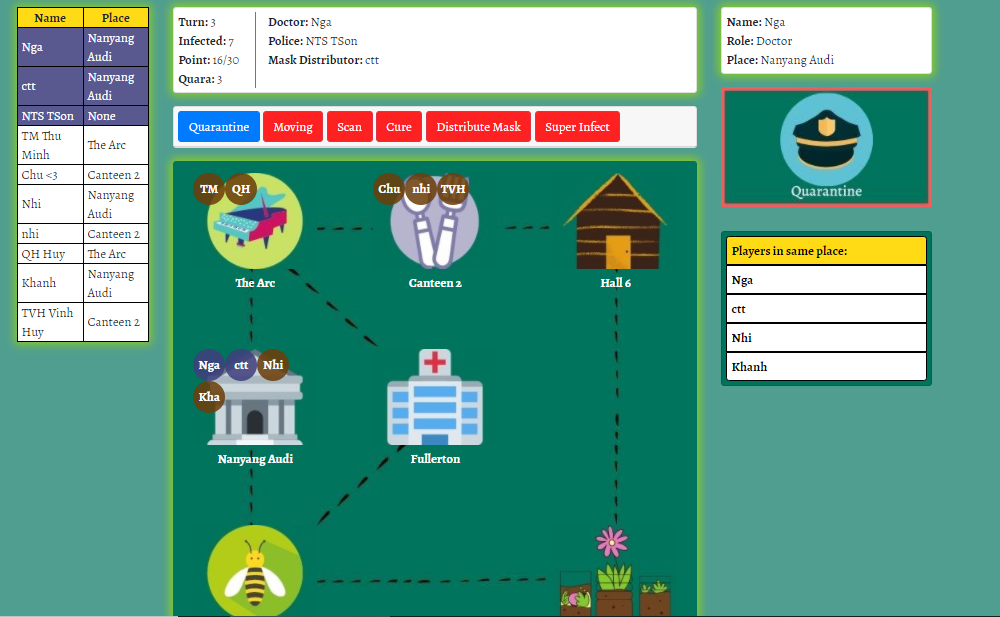 Name Place
Nga Nanyang Audi
ctt Nanyang Audi
NTS TSon None
TM Thu Minh The Arc
Chu <3 Canteen 2
Nhi Nanyang Audi
nhi Canteen 2
QH Huy The Arc
Khanh Nanyang Audi
TVH Vinh Huy Canteen 2
Turn: 3
Infected: 7
Point: 16/30
Quara: 3
Doctor: Nga
Police: NTS TSon
Mask Distributor: ctt
Quarantine Moving Scan Cure Distribute Mask Super Infect
TM QH
The Arc
Chu nhi TVH
Canteen 2
Hall 6
Nga ctt Nhi
Kha
Nanyang Audi
Fullerton
Name: Nga
Role: Doctor
Place: Nanyang Audi
Quarantine
Players in same place:
Nga
ctt
Nhi
Khanh